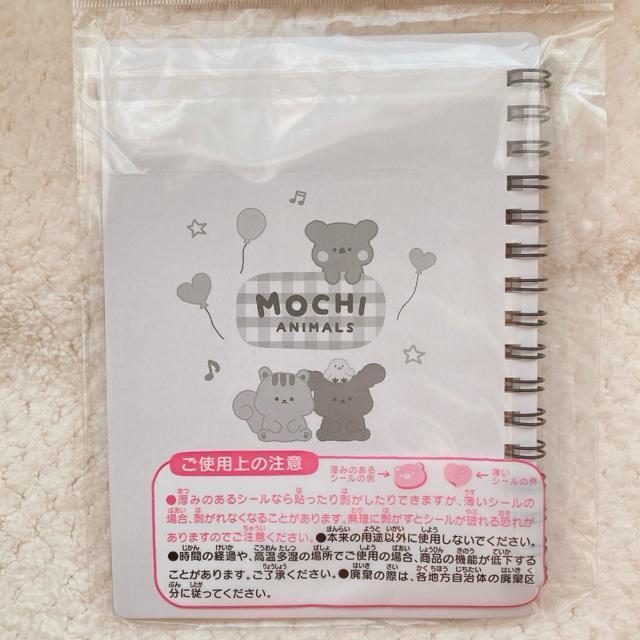 MOCHI
ANIMALS
ご使用上の注意
厚みのある
シールの例
薄い
シールの例
●厚みのあるシールなら貼ったり剥がしたりできますが、薄いシールの
場合、剥がれなくなることがあります。無理に剥がすとシールが破れる恐れが
ありますのでご注意ください。●本来の用途以外に使用しないでください。
●時間の経過や、高温多湿の場所でご使用の場合、商品の機能が低下する
ことがあります。ご了承ください。●廃棄の際は、各地方自治体の廃棄区
分に従ってください。